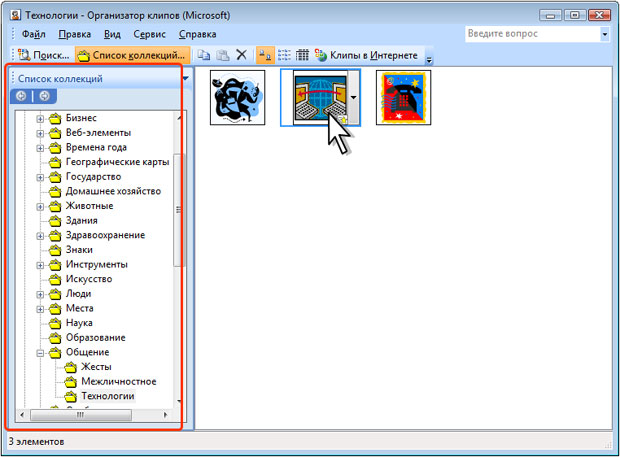 Технологии - Организатор клипов (Microsoft)
Файл Правка Вид Сервис Справка
Введите вопрос
Поиск... Список коллекций... Клипы в Интернете
Список коллекций
Бизнес
Веб-элементы
Времена года
Географические карты
Государство
Домашнее хозяйство
Животные
Здания
Здравоохранение
Знаки
Инструменты
Искусство
Люди
Места
Наука
Образование
Общение
Жесты
Межличностное
Технологии
3 элементов